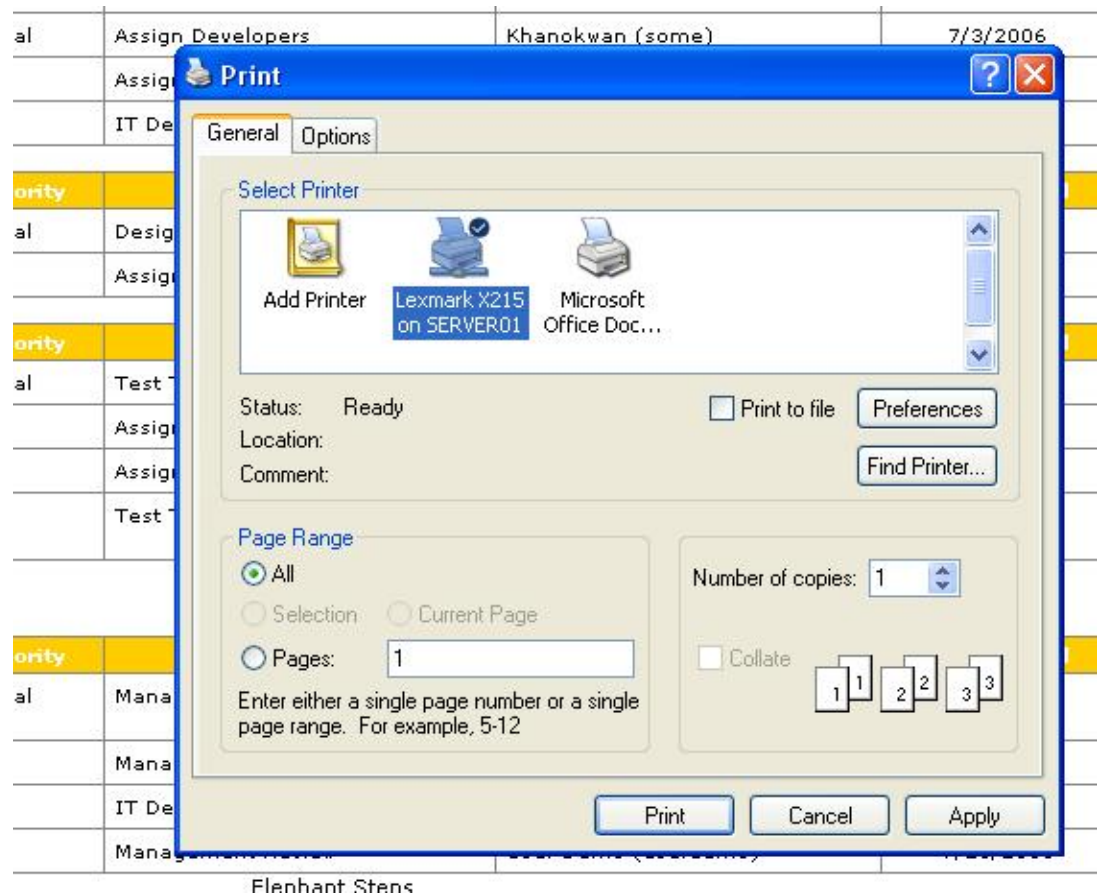 al Assign Developers Khanokwan (some) 7/3/2006
Print
Assig
IT De
General Options
ority
Select Printer
al Desig
Assig
Add Printer Lexmark X215 on SERVER01 Microsoft Office Doc...
ority
al Test T
Status: Ready Print to file Preferences
Assig
Location:
Assig Comment: Find Printer...
Test T
Page Range
All
Number of copies: 1
Selection Current Page
ority
Pages: 1 Collate
1 1 2 2 3 3
al Mana
Enter either a single page number or a single
page range. For example, 5-12
Mana
IT De
Print Cancel Apply
Management Review
Elephant Steps